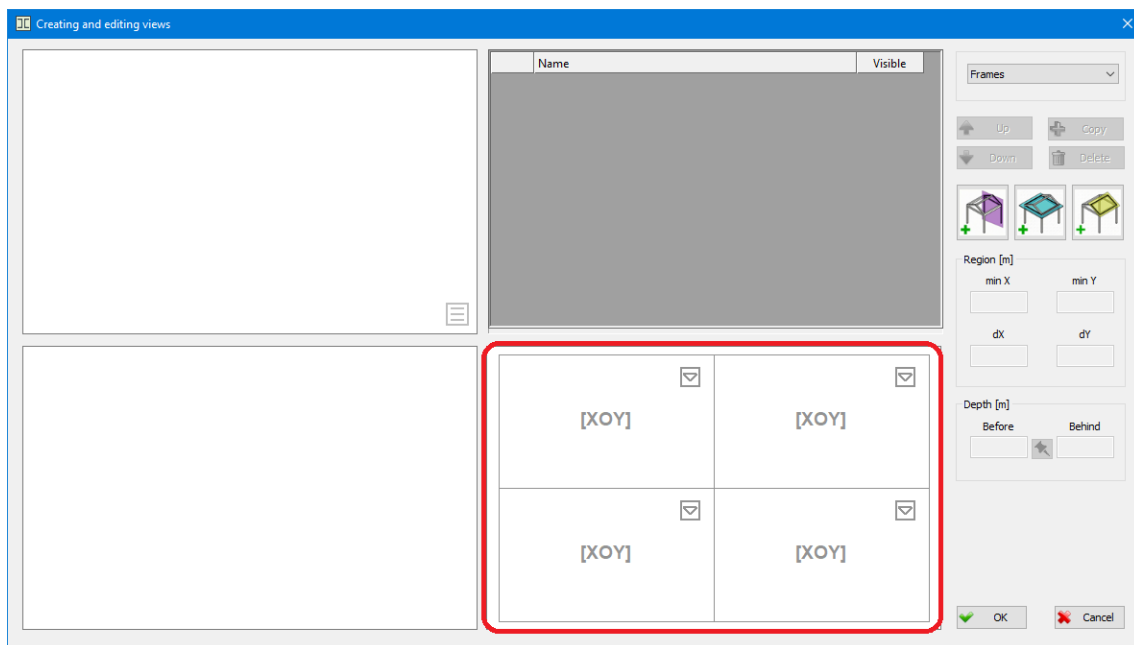 Creating and editing views
Name Visible
Frames
Up Copy
Down Delete
Region [m]
min X min Y
dX dY
Depth [m]
Before Behind
[XOY] [XOY]
[XOY] [XOY]
OK Cancel